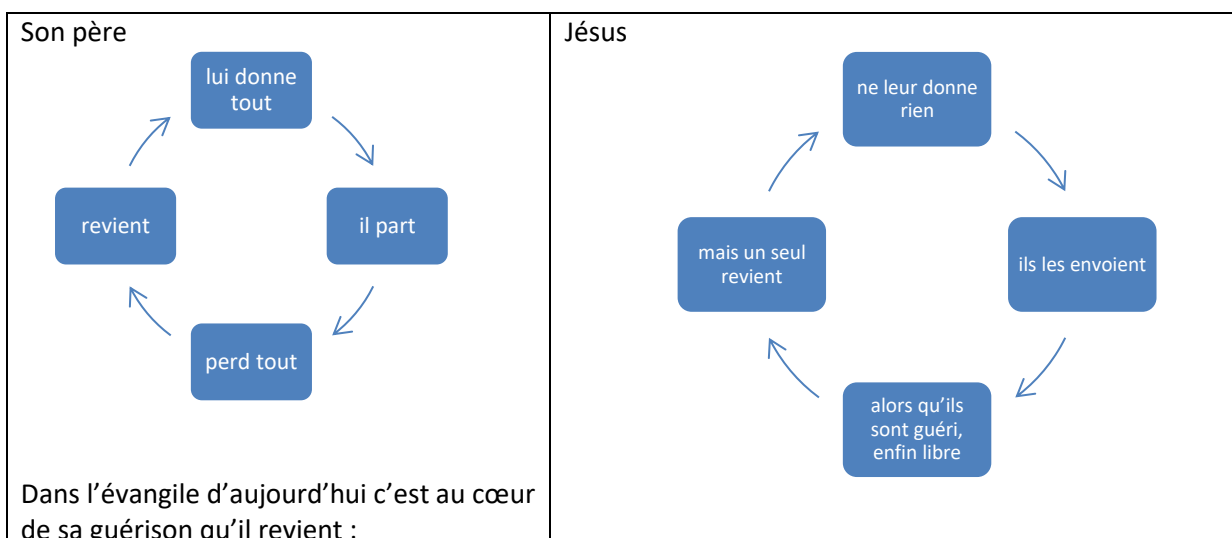 Son père
lui donne
tout
il part
perd tout
revient
Dans l’évangile d’aujourd’hui c’est au cœur
de sa guérison qu’il revient :
Jésus
ne leur donne
rien
ils les envoient
alors qu’ils
sont guéri,
enfin libre
mais un seul
revient